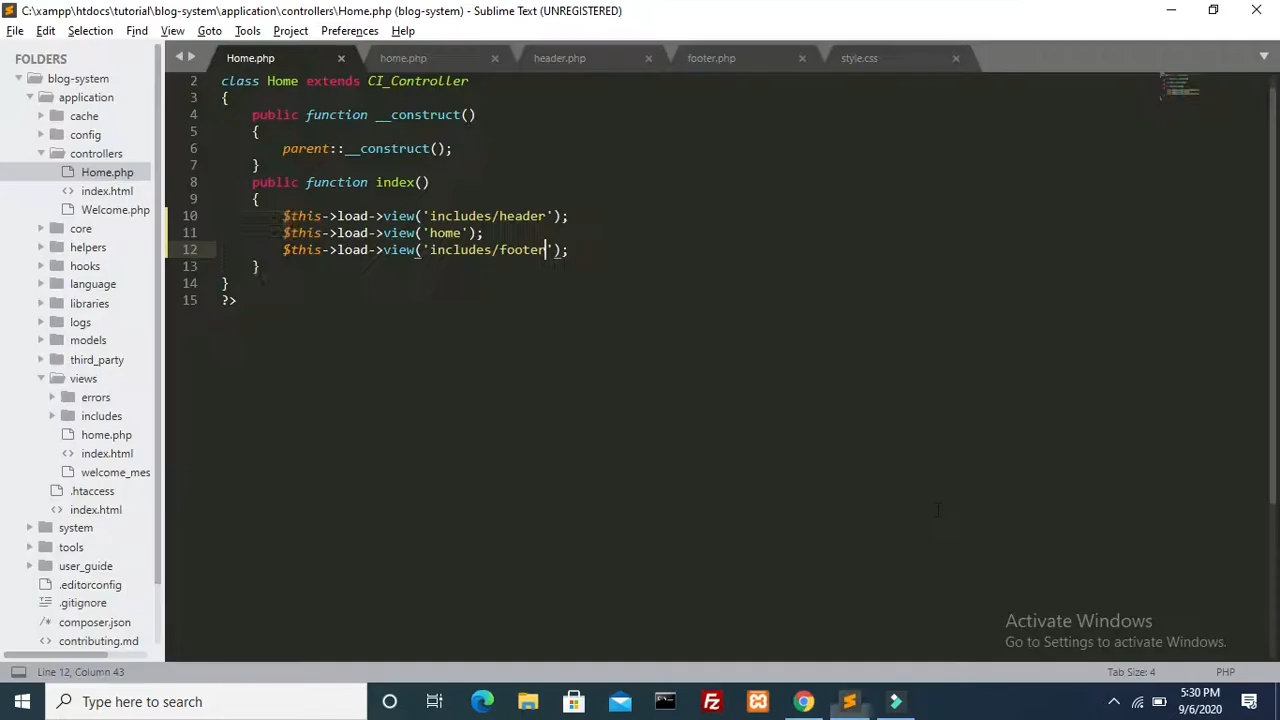 C:\xampp\htdocs\tutorial\blog-system\application\controllers\Home.php (blog-system) - Sublime Text (UNREGISTERED)
File Edit Selection Find View Goto Tools Project Preferences Help
FOLDERS
blog-system
application
cache
config
controllers
Home.php
index.html
Welcome.php
core
helpers
hooks
language
libraries
logs
models
third_party
views
errors
includes
home.php
index.html
welcome_mes
.htaccess
index.html
system
tools
user_guide
.editorconfig
.gitignore
composer.json
contributing.md
Home.php home.php header.php footer.php style.css
2 class Home extends CI_Controller
3 {
4 public function __construct()
5 {
6 parent::__construct();
7 }
8 public function index()
9 {
10 $this->load->view('includes/header');
11 $this->load->view('home');
12 $this->load->view('includes/footer');
13 }
14 }
15 ?>
Activate Windows
Go to Settings to activate Windows.
Line 12, Column 43 Tab Size: 4 PHP
Type here to search
5:30 PM
9/6/2020